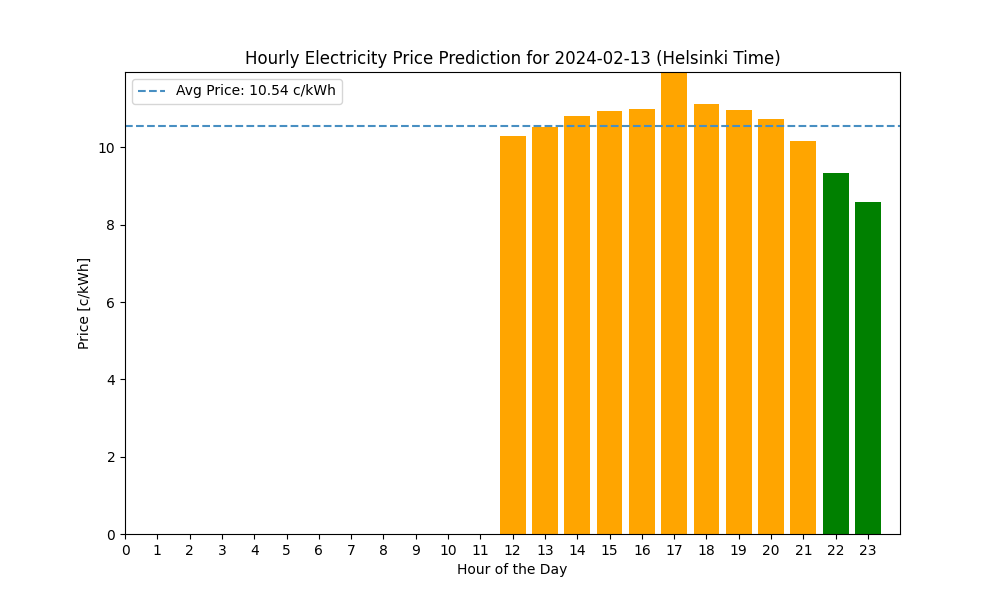 Hourly Electricity Price Prediction for 2024-02-13 (Helsinki Time)
Avg Price: 10.54 c/kWh
Price [c/kWh]
10
8
6
4
2
0
0 1 2 3 4 5 6 7 8 9 10 11 12 13 14 15 16 17 18 19 20 21 22 23
Hour of the Day